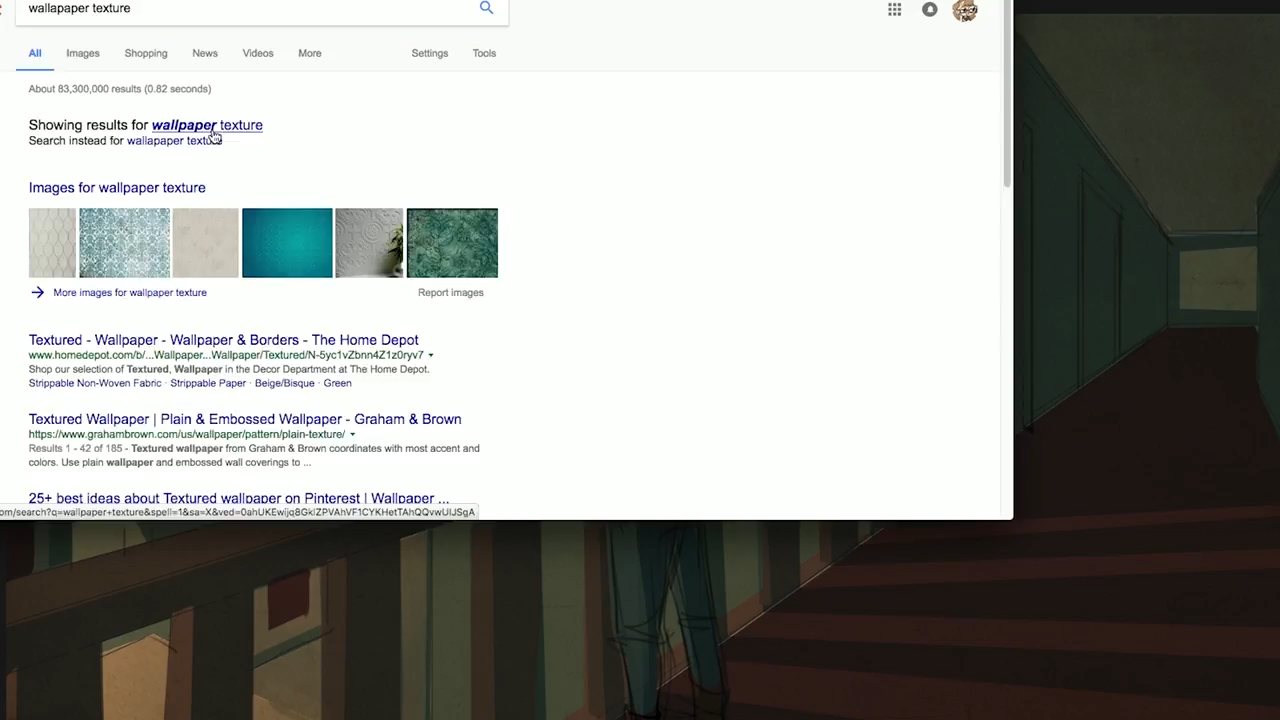 wallapaper texture
All Images Shopping News Videos More Settings Tools
About 83,300,000 results (0.82 seconds)
Showing results for wallpaper texture
Search instead for wallapaper texture
Images for wallpaper texture
More images for wallpaper texture Report images
Textured - Wallpaper - Wallpaper & Borders - The Home Depot
www.homedepot.com/b/...Wallpaper...Wallpaper/Textured/N-5yc1vZbnn4Z1z0ryv7
Shop our selection of Textured, Wallpaper in the Decor Department at The Home Depot.
Strippable Non-Woven Fabric · Strippable Paper · Beige/Bisque · Green
Textured Wallpaper | Plain & Embossed Wallpaper - Graham & Brown
https://www.grahambrown.com/us/wallpaper/pattern/plain-texture/
Results 1 - 42 of 185 - Textured wallpaper from Graham & Brown coordinates with most accent and
colors. Use plain wallpaper and embossed wall coverings to ...
25+ best ideas about Textured wallpaper on Pinterest | Wallpaper ...